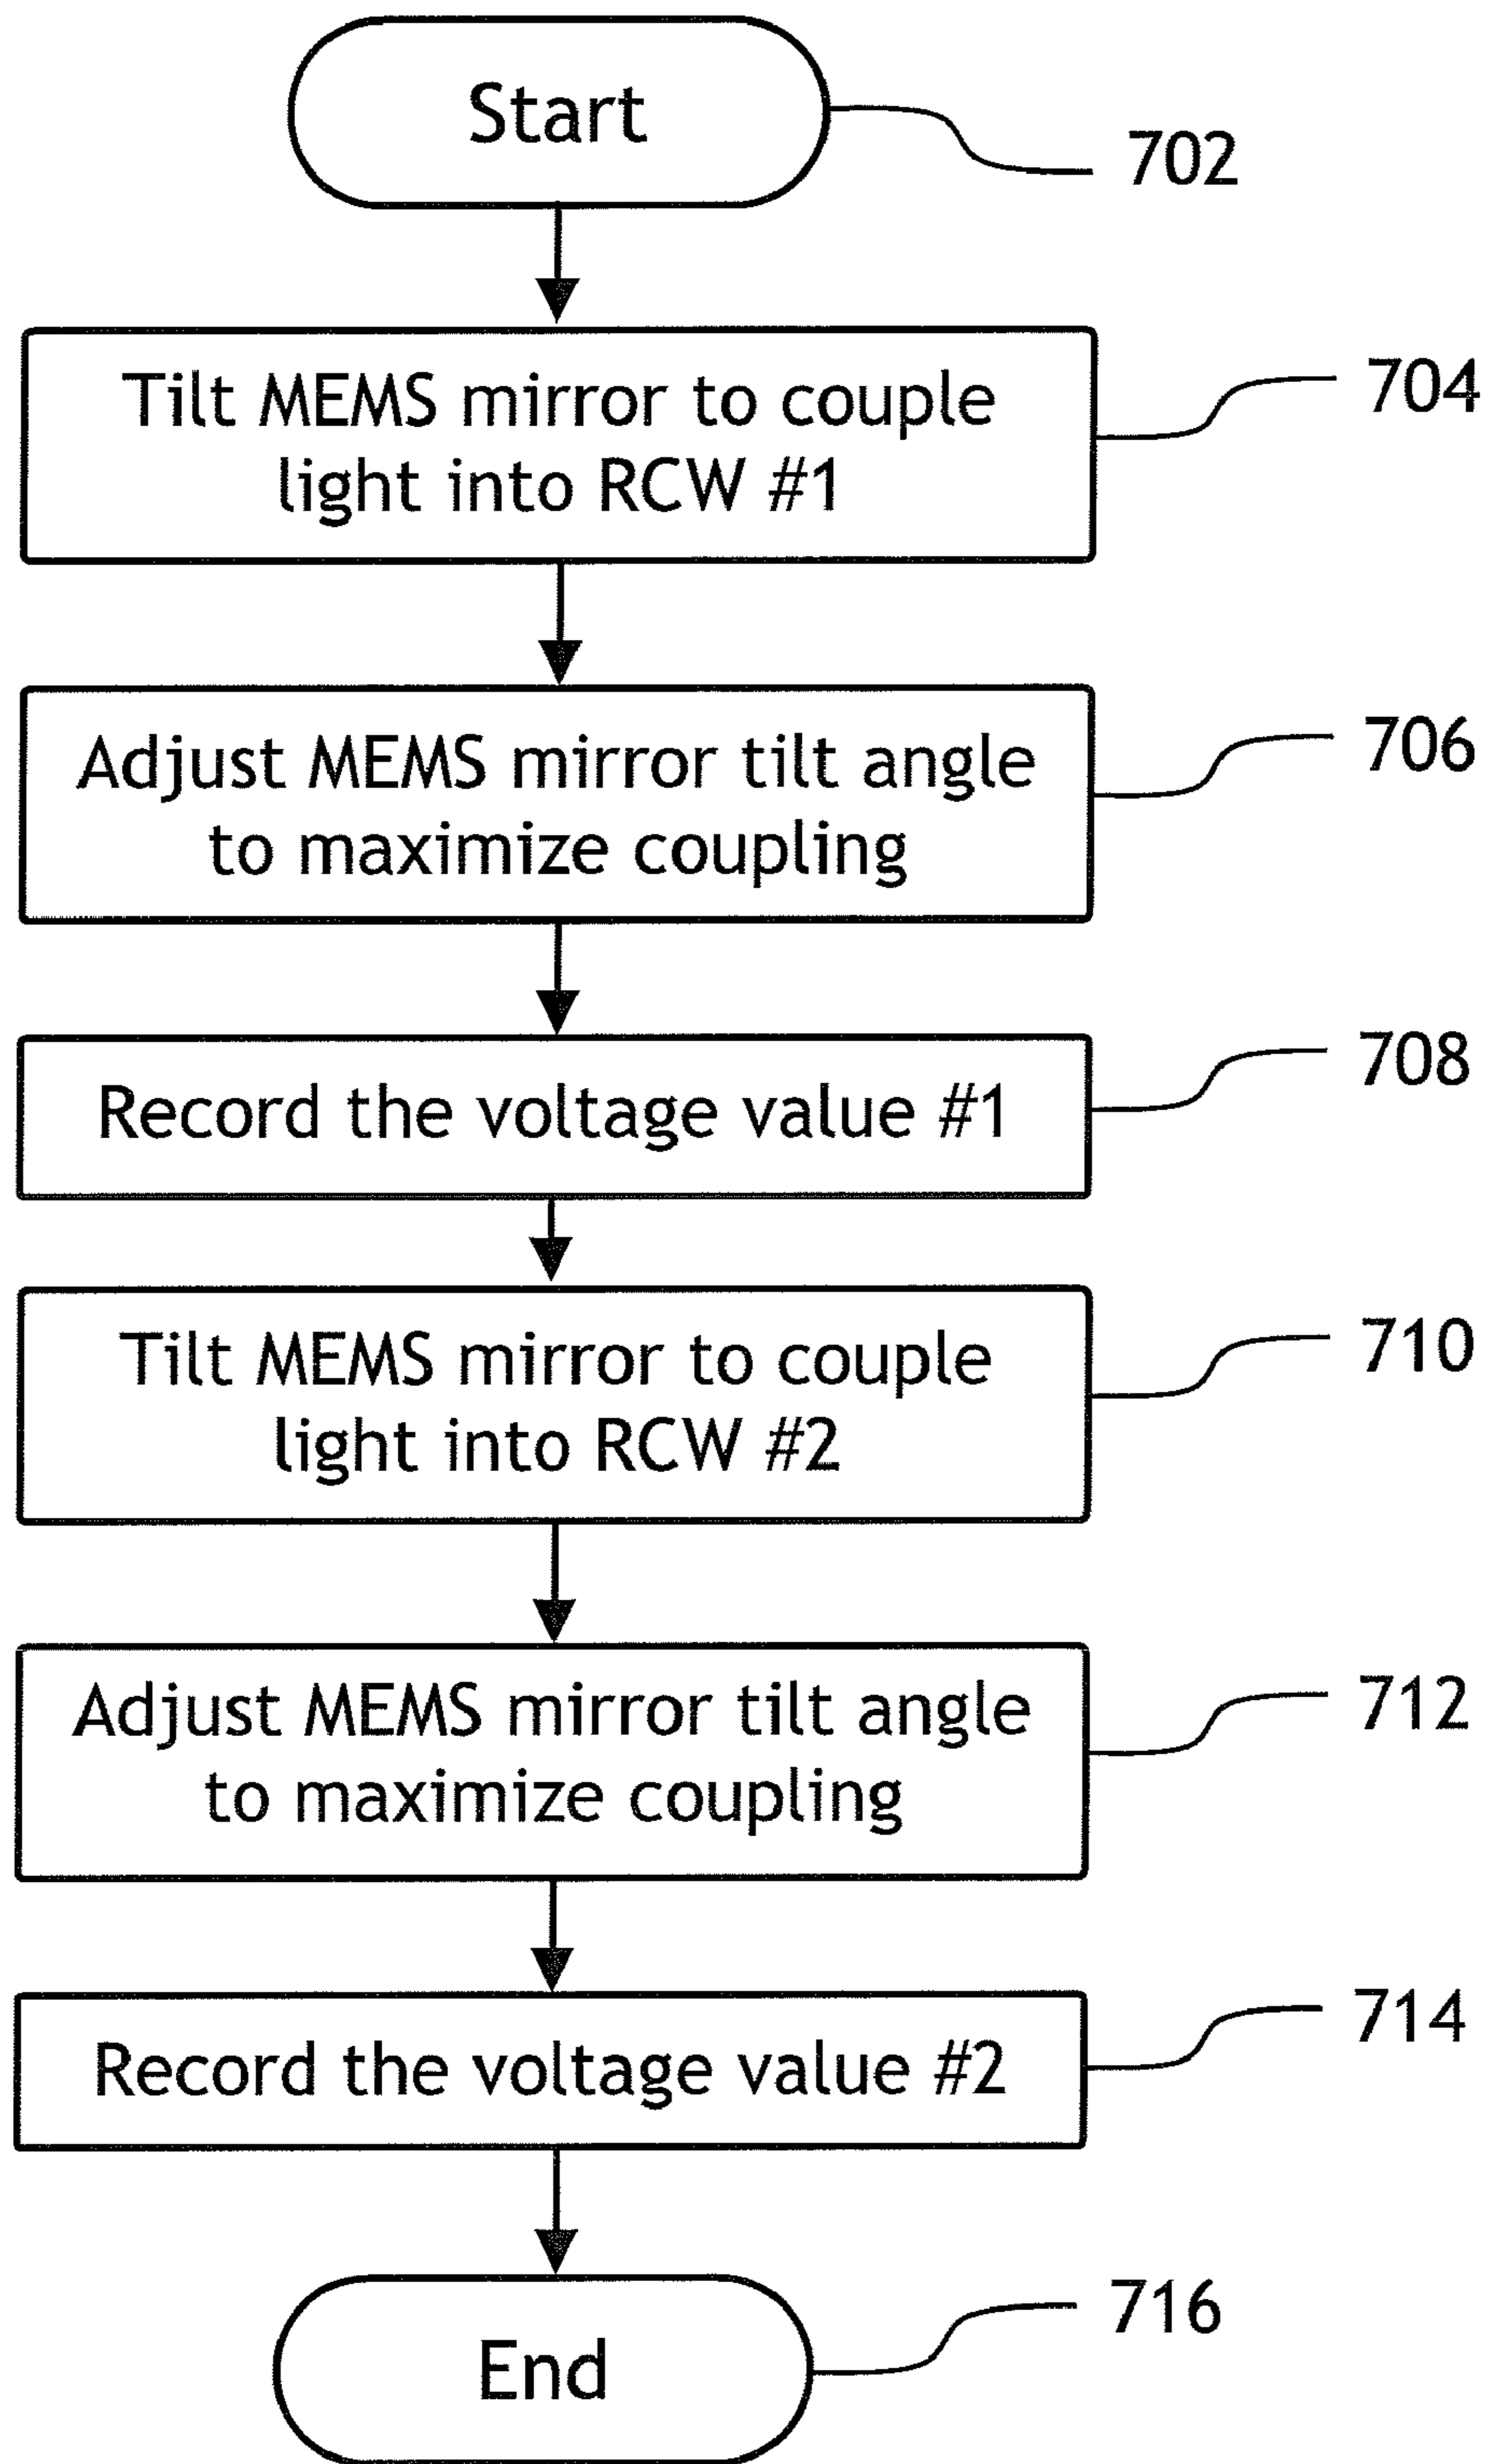 Start
702
Tilt MEMS mirror to couple
light into RCW #1
704
Adjust MEMS mirror tilt angle
to maximize coupling
706
Record the voltage value #1
708
Tilt MEMS mirror to couple
light into RCW #2
710
Adjust MEMS mirror tilt angle
to maximize coupling
712
Record the voltage value #2
714
End
716